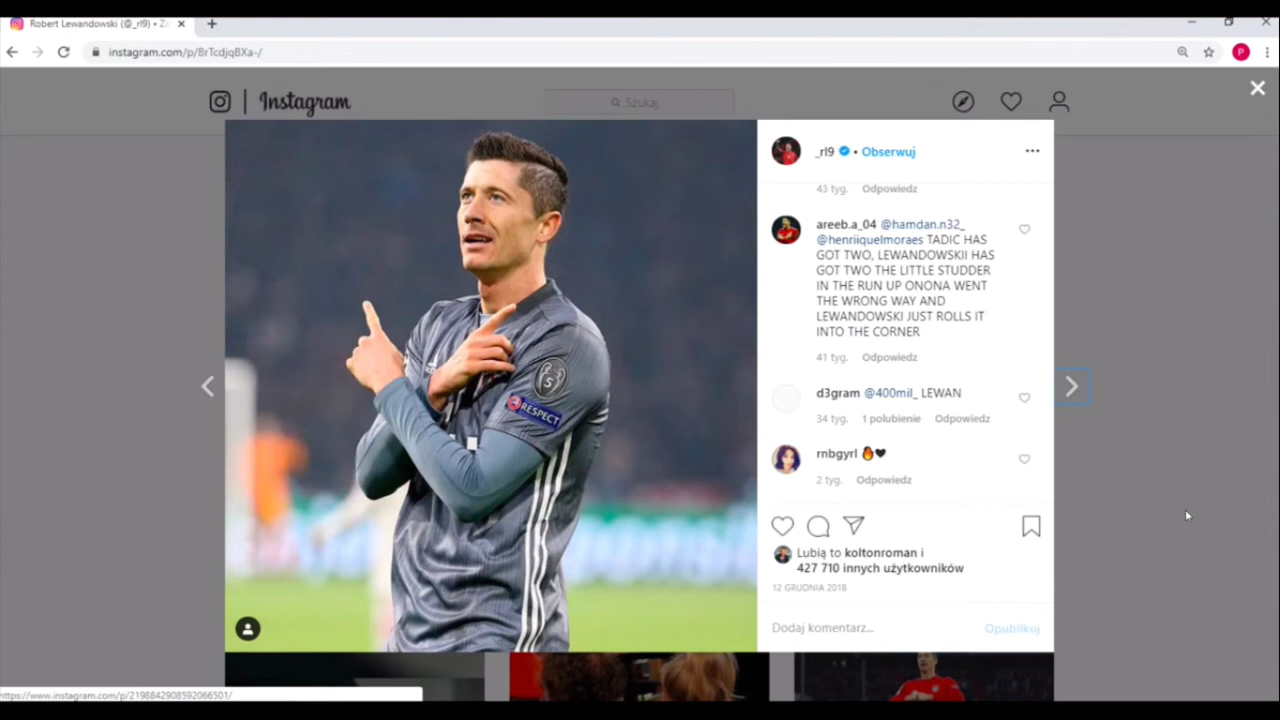 Robert Lewandowski (@_rl9) •
instagram.com/p/BrTcdjqBXa-/
P
Instagram
Szukaj
_rl9 • Obserwuj
43 tyg. Odpowiedz
areeb.a_04 @hamdan.n32_
@henriiquelmoraes TADIC HAS
GOT TWO, LEWANDOWSKII HAS
GOT TWO THE LITTLE STUDDER
IN THE RUN UP ONONA WENT
THE WRONG WAY AND
LEWANDOWSKI JUST ROLLS IT
INTO THE CORNER
41 tyg. Odpowiedz
d3gram @400mil_ LEWAN
34 tyg. 1 polubienie Odpowiedz
rnbgyrl 🔥🖤
2 tyg. Odpowiedz
RESPECT
5
Lubią to koltonroman i
427 710 innych użytkowników
12 GRUDNIA 2018
Dodaj komentarz... Opublikuj
https://www.instagram.com/p/2198842908592066501/